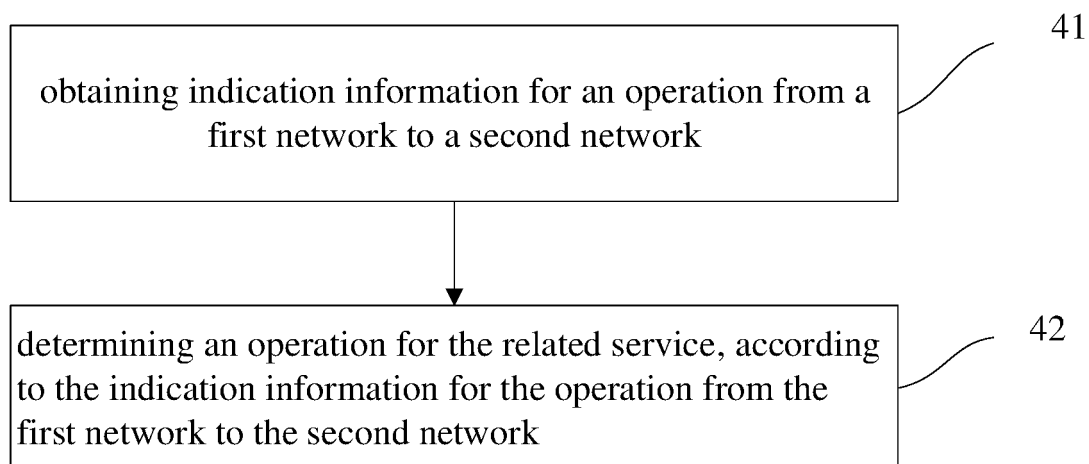 41
obtaining indication information for an operation from a
first network to a second network
42
determining an operation for the related service, according
to the indication information for the operation from the
first network to the second network